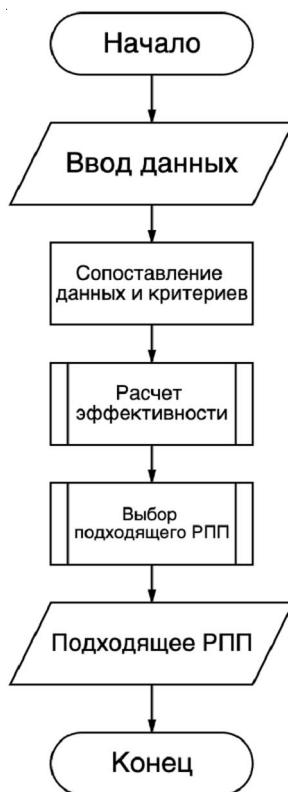 Начало
Ввод данных
Сопоставление
данных и критериев
Расчет
эффективности
Выбор
подходящего РПП
Подходящее РПП
Конец